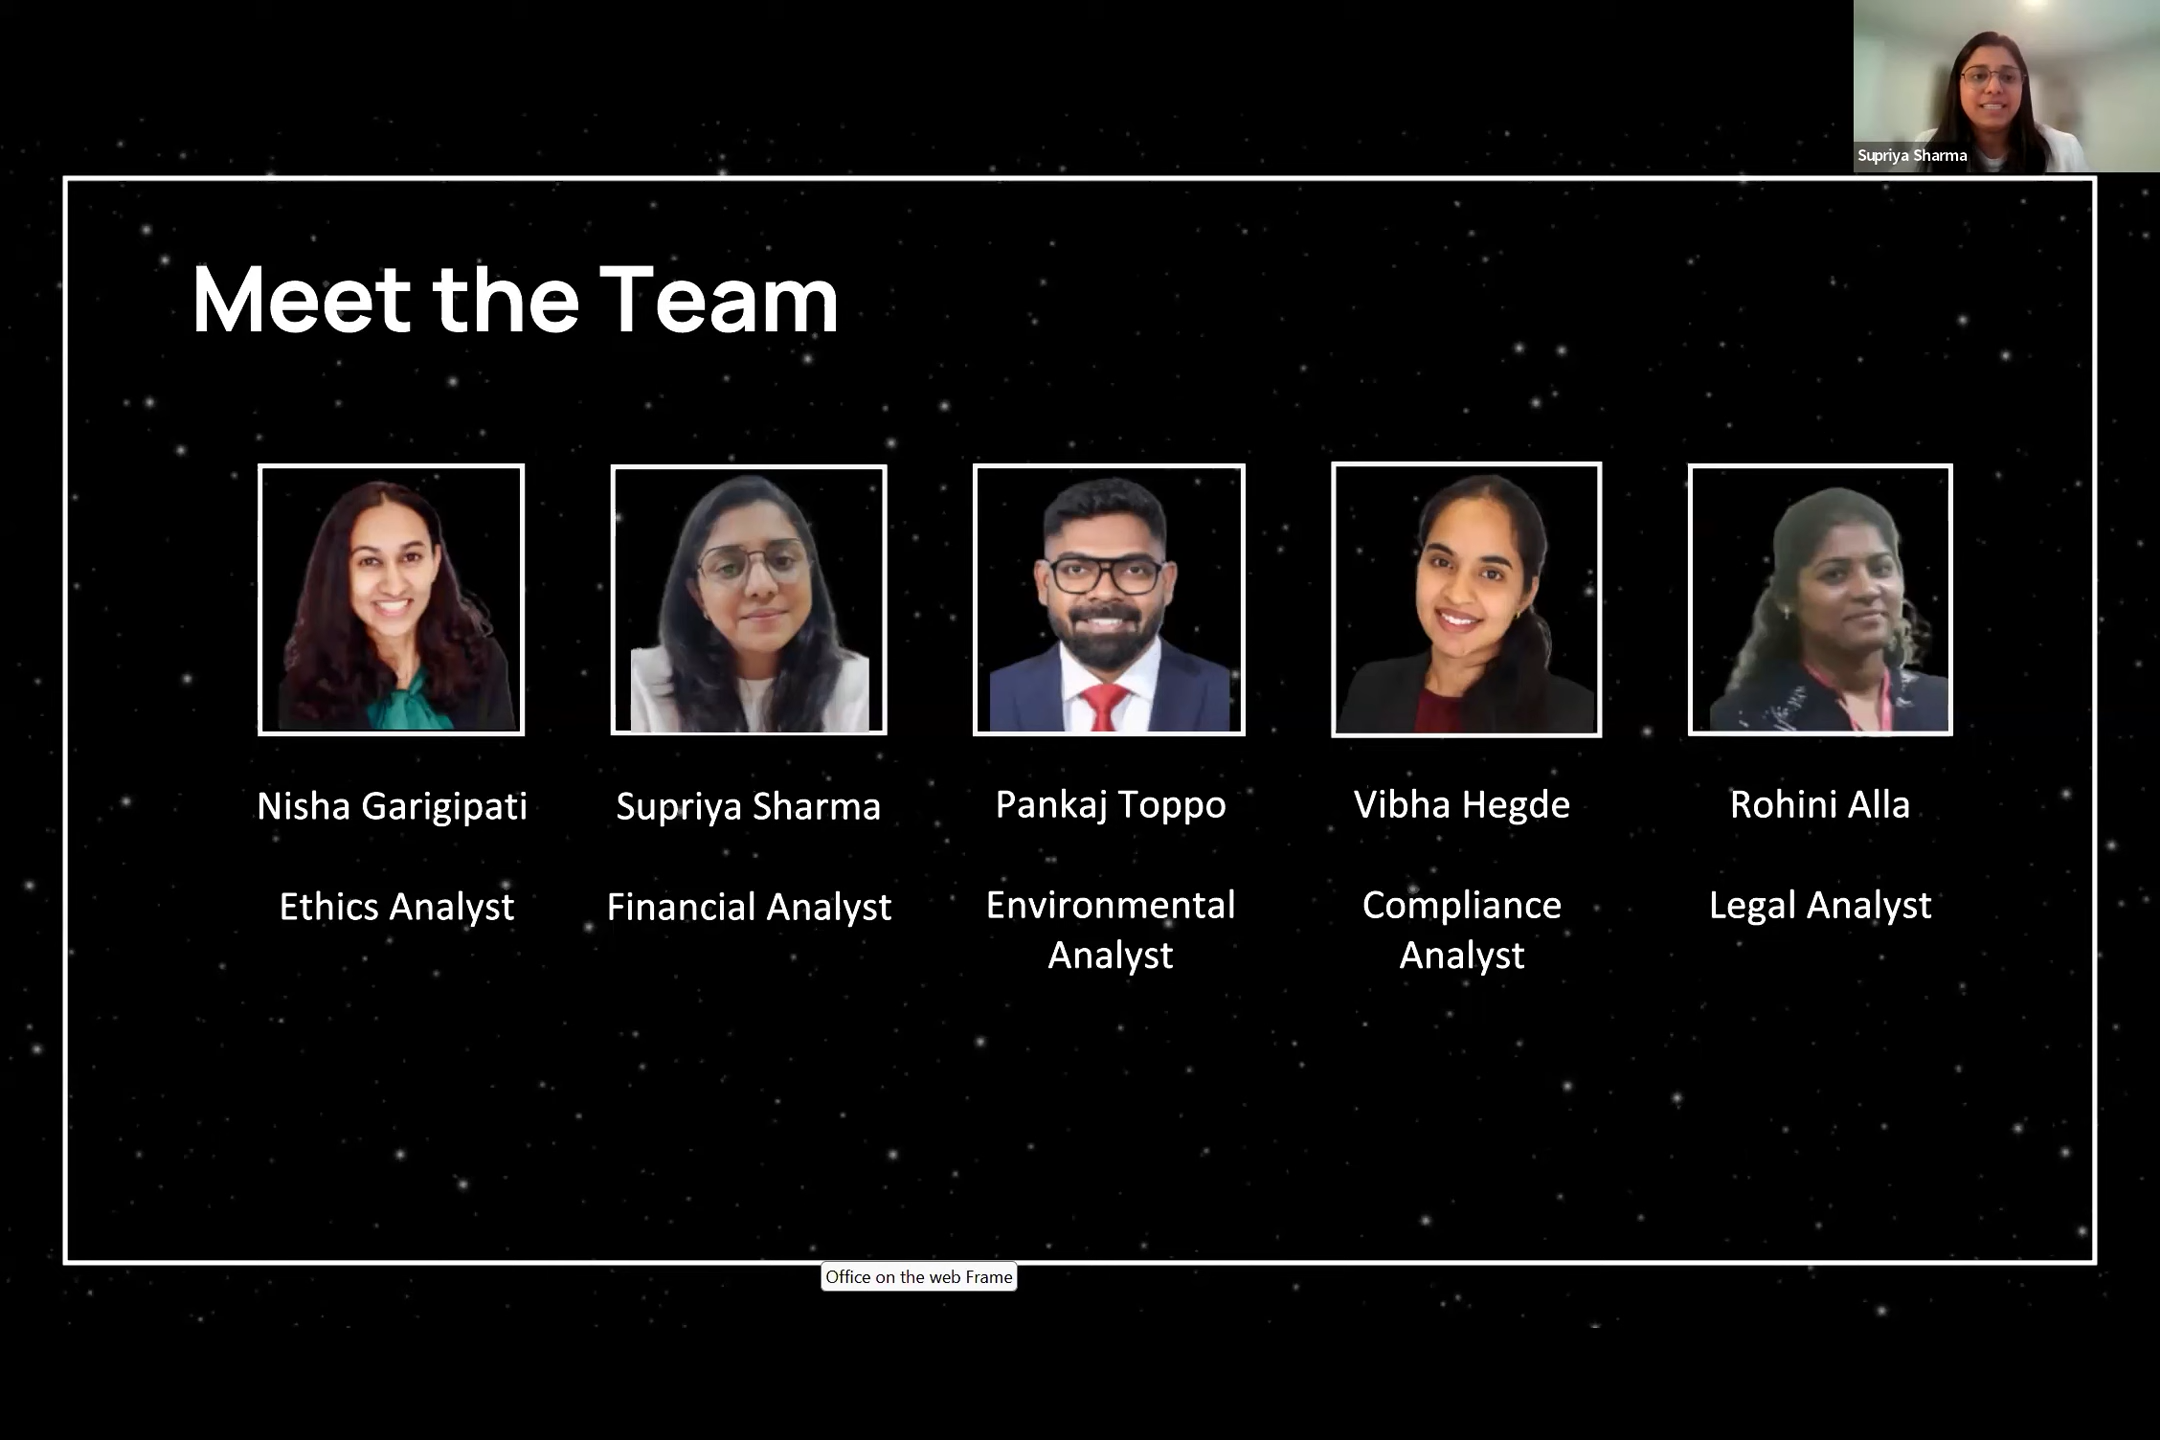 Supriya Sharma
Meet the Team
Nisha Garigipati
Ethics Analyst
Supriya Sharma
Financial Analyst
Pankaj Toppo
Environmental
Analyst
Vibha Hegde
Compliance
Analyst
Rohini Alla
Legal Analyst
Office on the web Frame